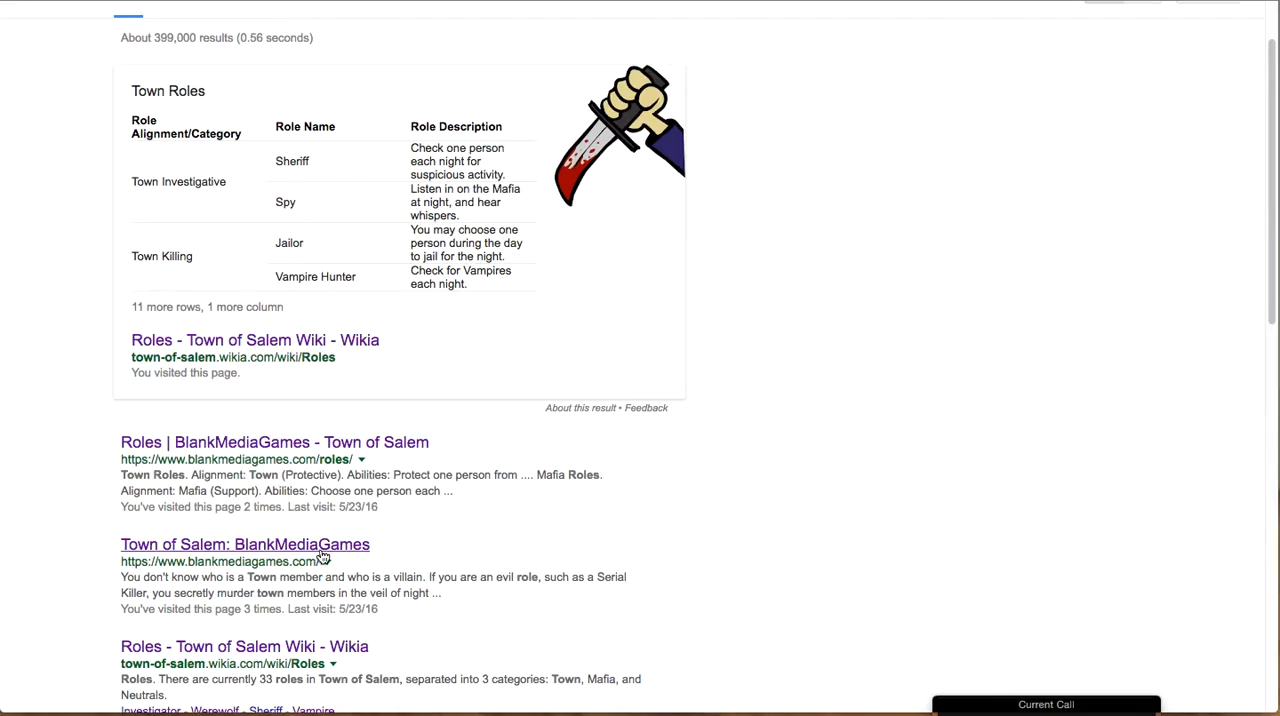 About 399,000 results (0.56 seconds)
Town Roles
Role
Alignment/Category
Role Name
Role Description
Town Investigative
Sheriff
Check one person
each night for
suspicious activity.
Spy
Listen in on the Mafia
at night, and hear
whispers.
Town Killing
Jailor
You may choose one
person during the day
to jail for the night.
Vampire Hunter
Check for Vampires
each night.
11 more rows, 1 more column
Roles - Town of Salem Wiki - Wikia
town-of-salem.wikia.com/wiki/Roles
You visited this page.
About this result • Feedback
Roles | BlankMediaGames - Town of Salem
https://www.blankmediagames.com/roles/
Town Roles. Alignment: Town (Protective). Abilities: Protect one person from .... Mafia Roles.
Alignment: Mafia (Support). Abilities: Choose one person each ...
You've visited this page 2 times. Last visit: 5/23/16
Town of Salem: BlankMediaGames
https://www.blankmediagames.com/
You don't know who is a Town member and who is a villain. If you are an evil role, such as a Serial
Killer, you secretly murder town members in the veil of night ...
You've visited this page 3 times. Last visit: 5/23/16
Roles - Town of Salem Wiki - Wikia
town-of-salem.wikia.com/wiki/Roles
Roles. There are currently 33 roles in Town of Salem, separated into 3 categories: Town, Mafia, and
Neutrals.
Investigator - Werewolf - Sheriff - Vampire
Current Call